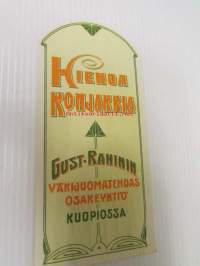 HIENOA
KONJAKKIA
GUST. RANININ
VÄKIJUOMATEHDAS
OSAKEYHTIÖ
KUOPIOSSA